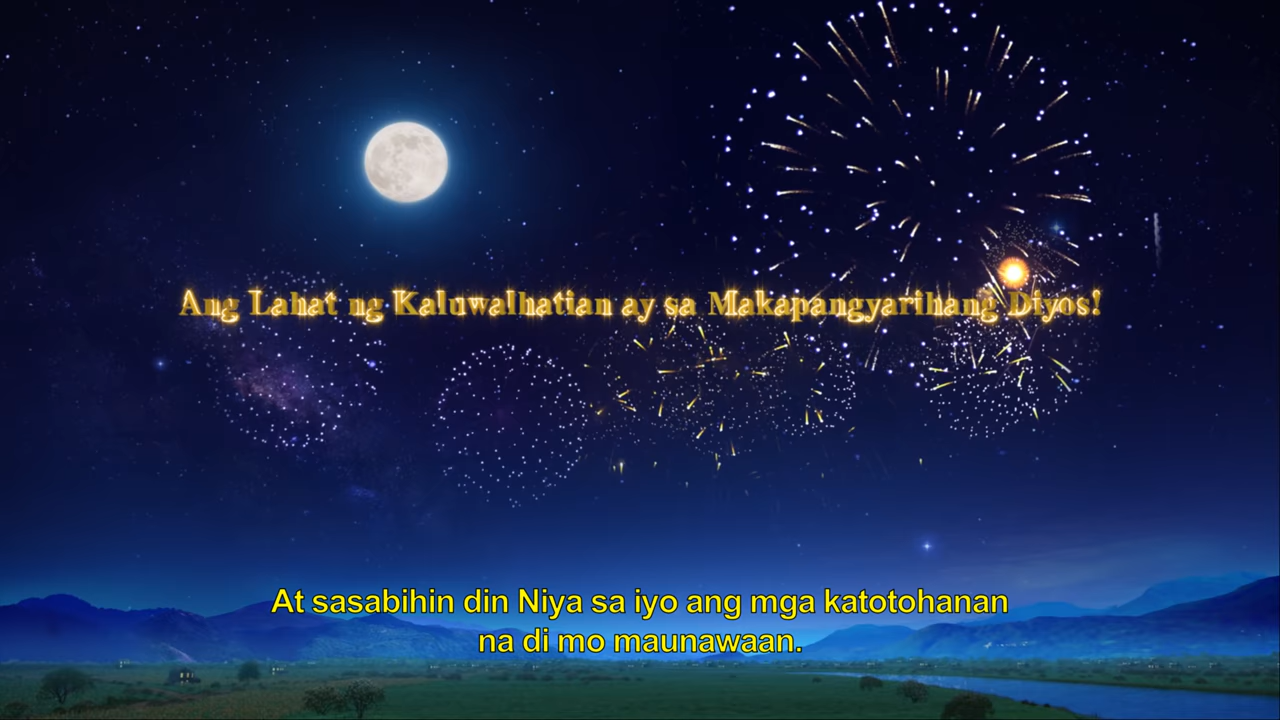 Ang Lahat ng Kaluwalhatian ay sa Makapangyarihang Diyos!
At sasabihin din Niya sa iyo ang mga katotohanan
na di mo maunawaan.